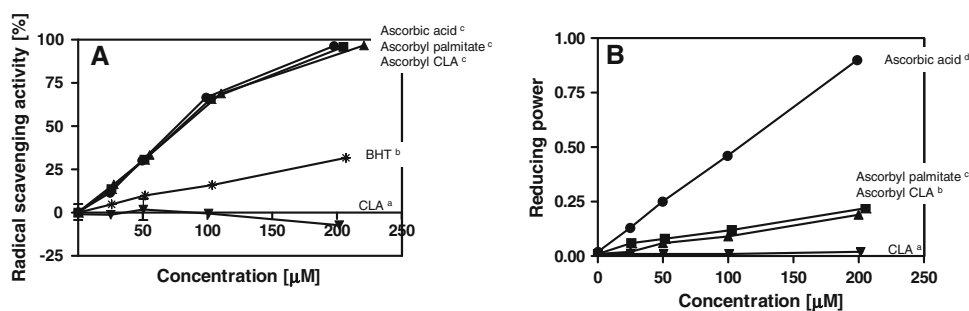 A
Radical scavenging activity [%]
100
75
50
25
0
-25
50
100
150
200
250
Concentration [µM]
Ascorbic acid c
Ascorbyl palmitate c
Ascorbyl CLA c
BHT b
CLA a
B
Reducing power
1.00
0.75
0.50
0.25
0.00
0
50
100
150
200
250
Concentration [µM]
Ascorbic acid d
Ascorbyl palmitate c
Ascorbyl CLA b
CLA a